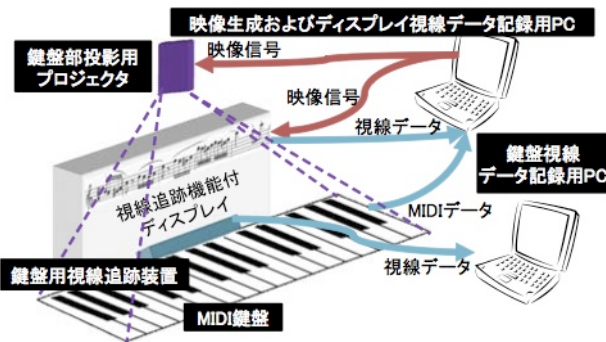 映像生成およびディスプレイ視線データ記録用PC
鍵盤部投影用
プロジェクタ
映像信号
映像信号
視線データ
鍵盤視線
データ記録用PC
視線追跡機能付
ディスプレイ
MIDIデータ
鍵盤用視線追跡装置
視線データ
MIDI鍵盤